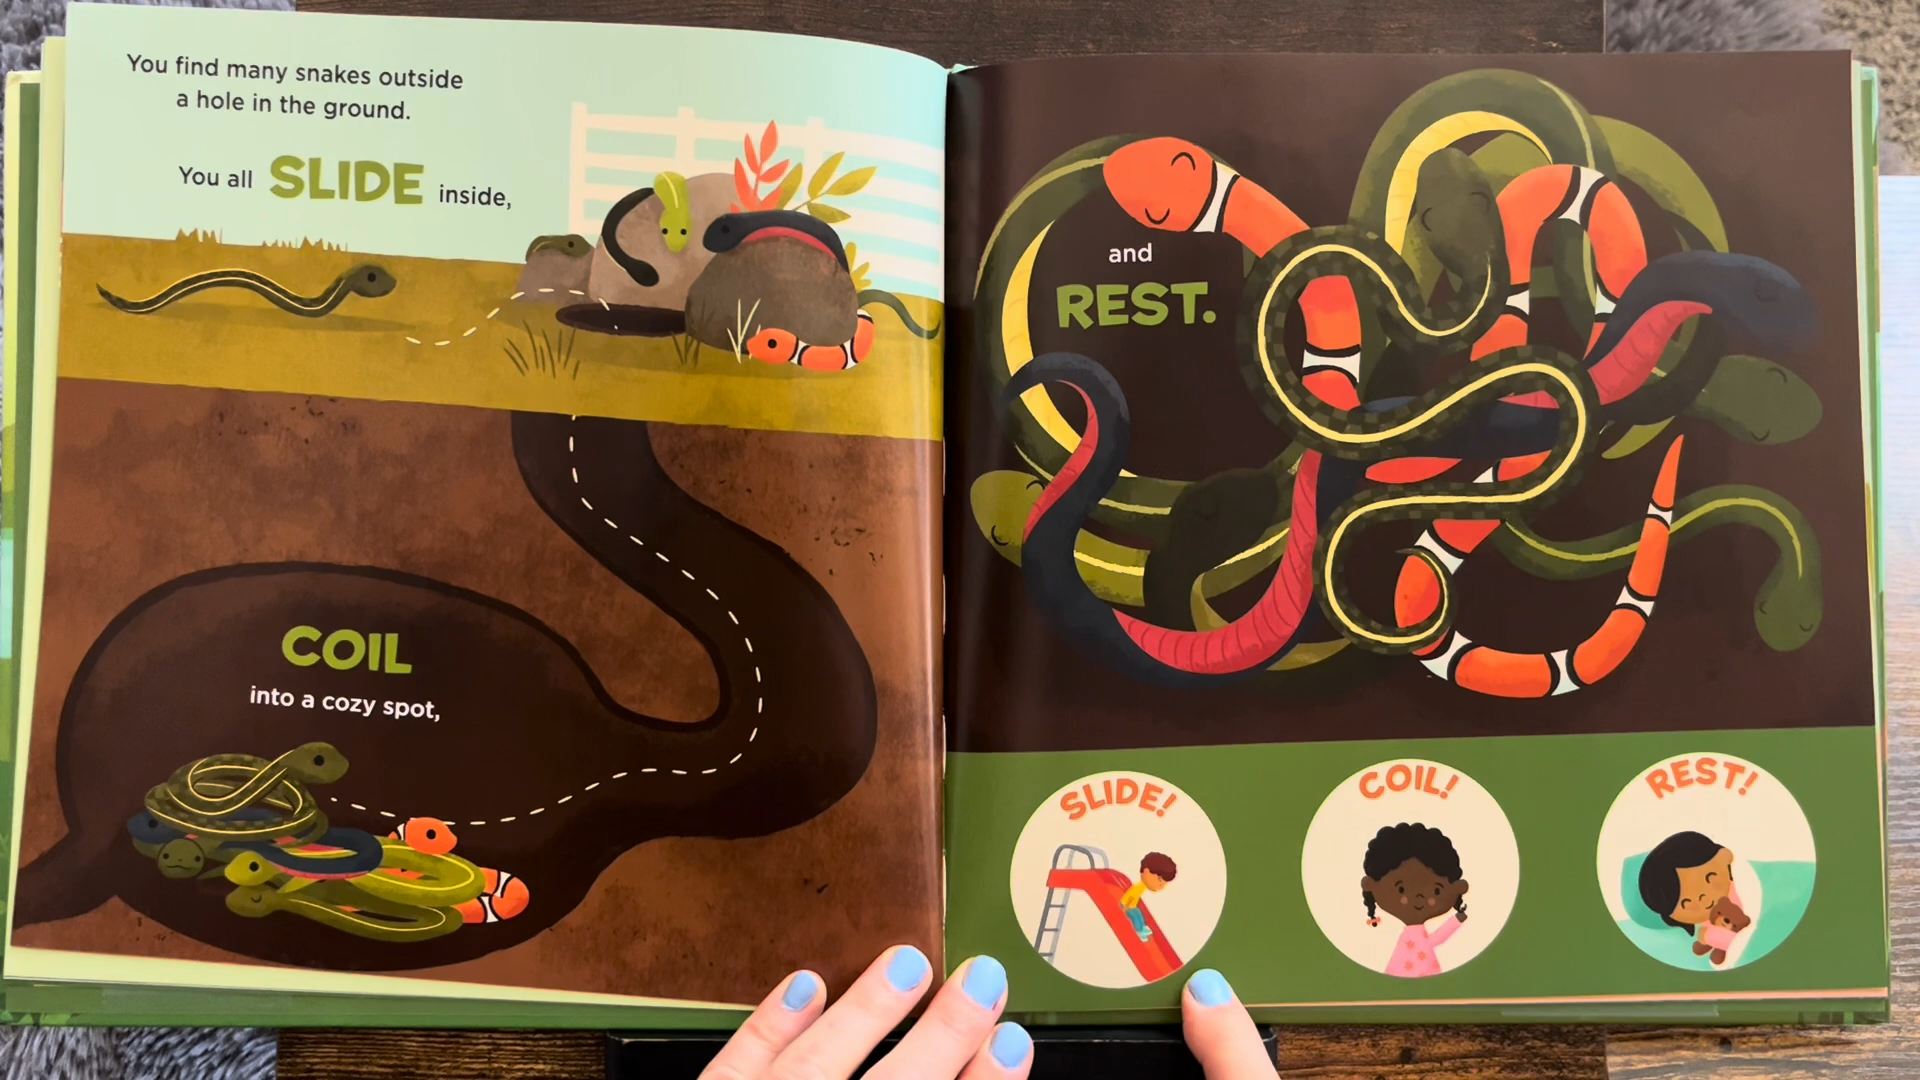 You find many snakes outside
a hole in the ground.
You all SLIDE inside,
COIL
into a cozy spot,
and
REST.
SLIDE!
COIL!
REST!